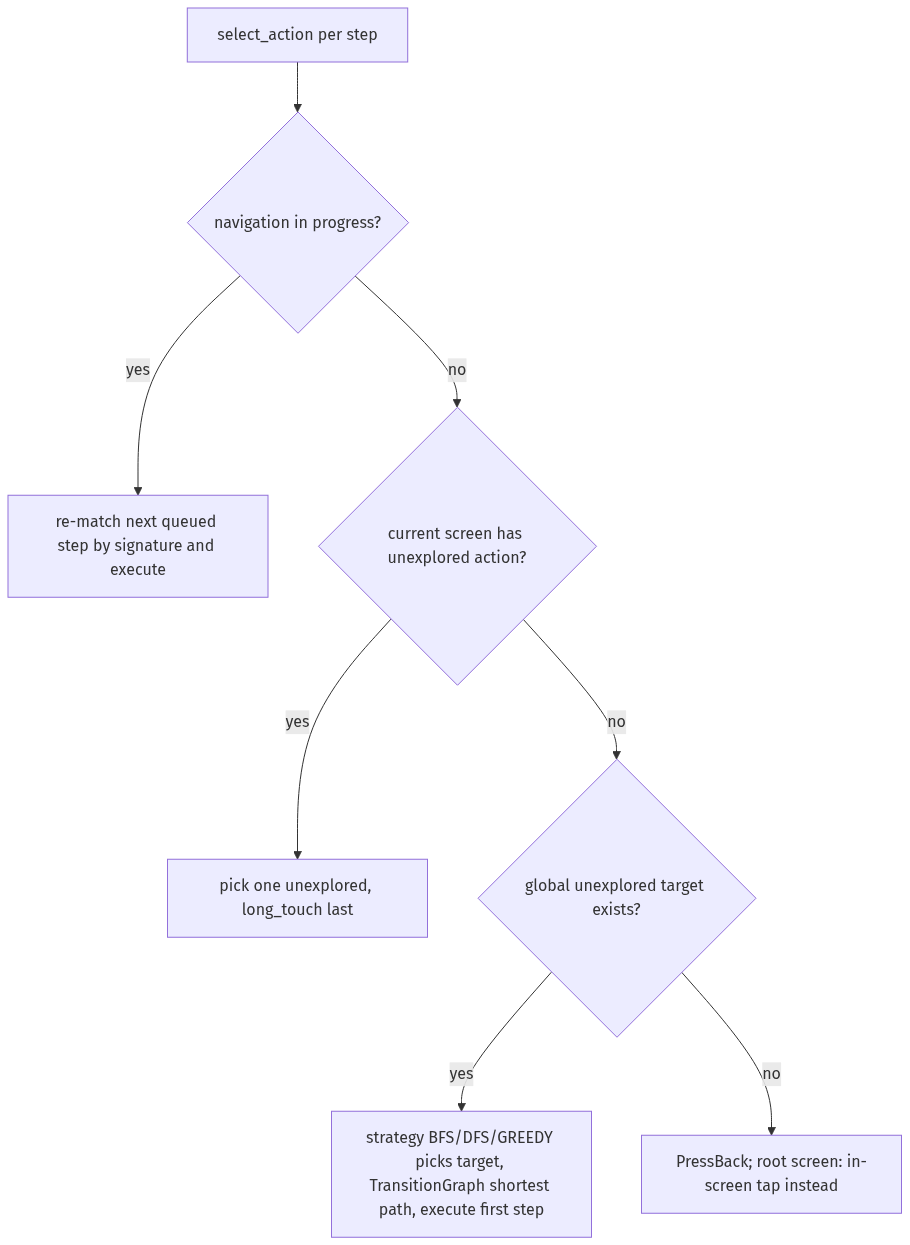 select_action per step
navigation in progress?
yes
no
re-match next queued
step by signature and
execute
current screen has
unexplored action?
yes
no
pick one unexplored,
long_touch last
global unexplored target
exists?
yes
no
strategy BFS/DFS/GREEDY
picks target,
TransitionGraph shortest
path, execute first step
PressBack; root screen: in-
screen tap instead